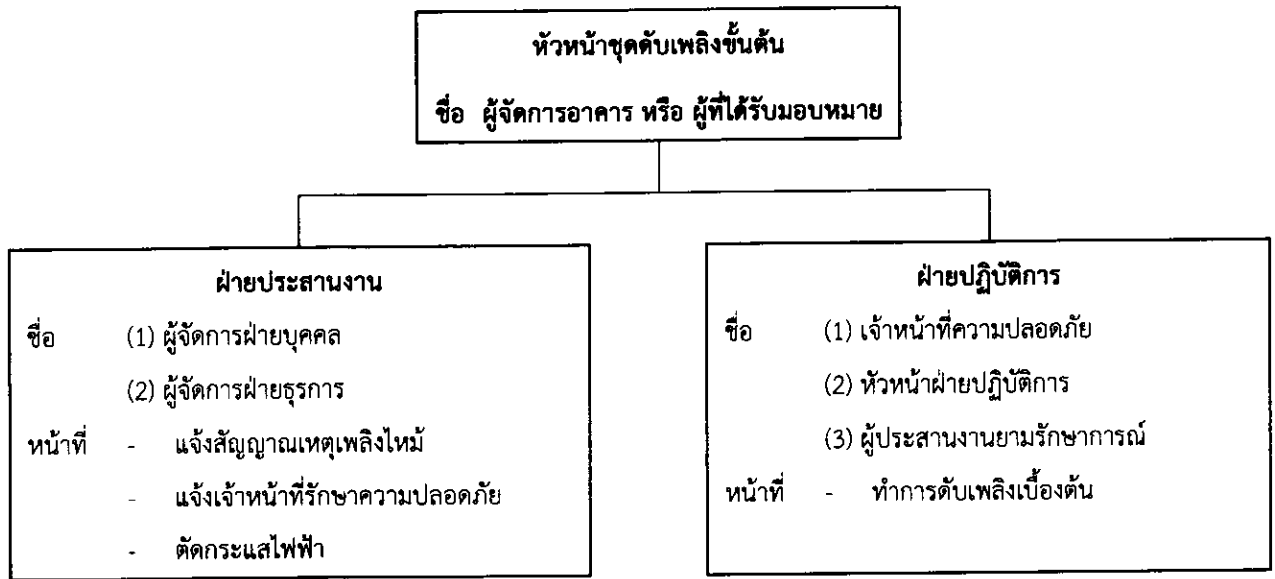 หัวหน้าชุดดับเพลิงขั้นต้น
ชื่อ ผู้จัดการอาคาร หรือ ผู้ที่ได้รับมอบหมาย
ฝ่ายประสานงาน
ชื่อ (1) ผู้จัดการฝ่ายบุคคล
(2) ผู้จัดการฝ่ายธุรการ
หน้าที่ - แจ้งสัญญาณเหตุเพลิงไหม้
- แจ้งเจ้าหน้าที่รักษาความปลอดภัย
- ตัดกระแสไฟฟ้า
ฝ่ายปฏิบัติการ
ชื่อ (1) เจ้าหน้าที่ความปลอดภัย
(2) หัวหน้าฝ่ายปฏิบัติการ
(3) ผู้ประสานงานยามรักษาการณ์
หน้าที่ - ทำการดับเพลิงเบื้องต้น